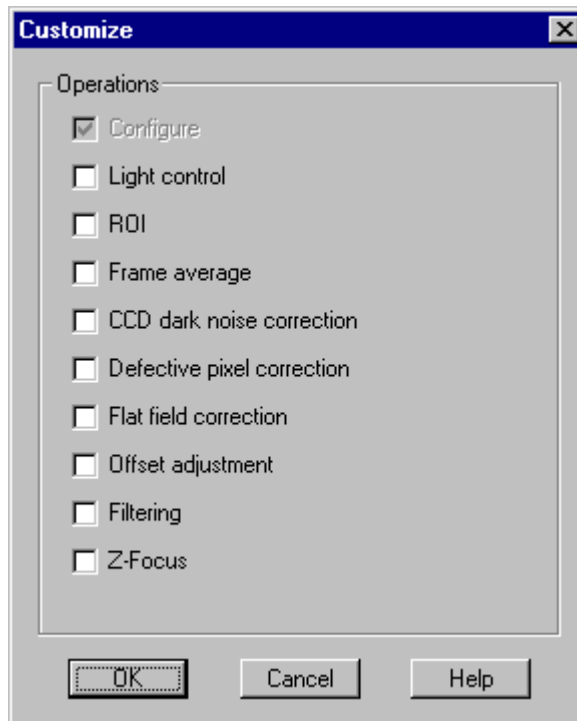 Customize
Operations
Configure
Light control
ROI
Frame average
CCD dark noise correction
Defective pixel correction
Flat field correction
Offset adjustment
Filtering
Z-Focus
OK
Cancel
Help